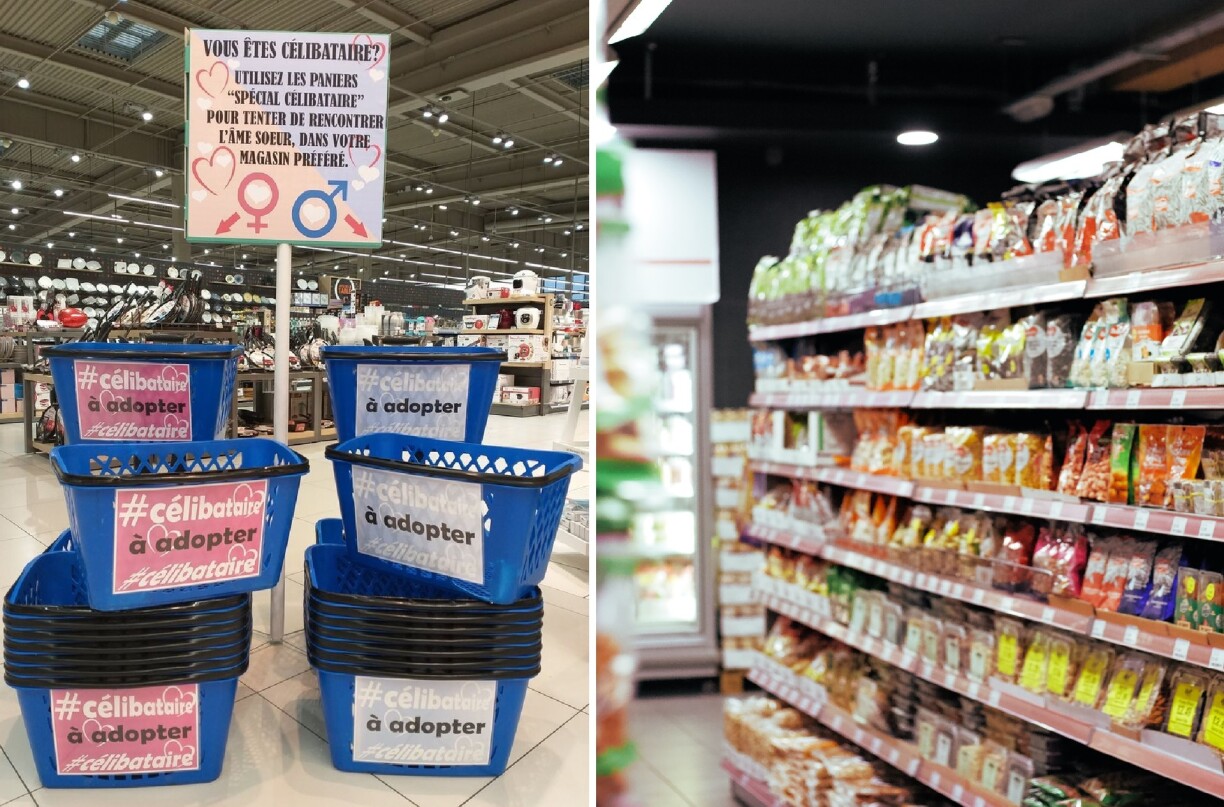 VOUS ÊTES CÉLIBATAIRE?
UTILISEZ LES PANIERS
“SPÉCIAL CÉLIBATAIRE”
POUR TENTER DE RENCONTRER
L’ÂME SOEUR, DANS VOTRE
MAGASIN PRÉFÉRÉ.
#célibataire
à adopter
#célibataire
#célibataire
à adopter
#célibataire
#célibataire
à adopter
#célibataire
#célibataire
à adopter
#célibataire
#célibataire
à adopter
#célibataire
#célibataire
à adopter
#célibataire